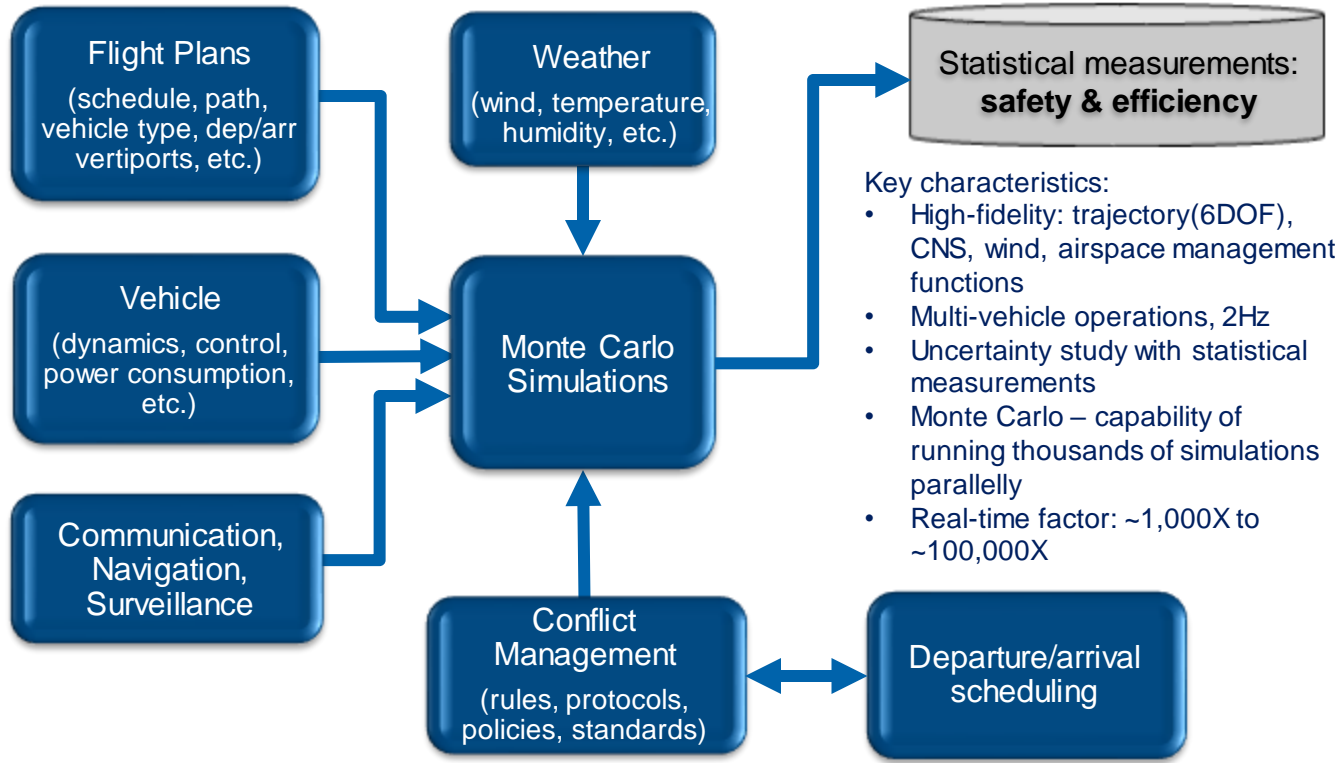 Flight Plans
(schedule, path,
vehicle type, dep/arr
vertiports, etc.)
Weather
(wind, temperature,
humidity, etc.)
Statistical measurements:
safety & efficiency
Vehicle
(dynamics, control,
power consumption,
etc.)
Monte Carlo
Simulations
Key characteristics:
• High-fidelity: trajectory(6DOF),
CNS, wind, airspace management
functions
• Multi-vehicle operations, 2Hz
• Uncertainty study with statistical
measurements
• Monte Carlo – capability of
running thousands of simulations
parallelly
• Real-time factor: ~1,000X to
~100,000X
Communication,
Navigation,
Surveillance
Conflict
Management
(rules, protocols,
policies, standards)
Departure/arrival
scheduling